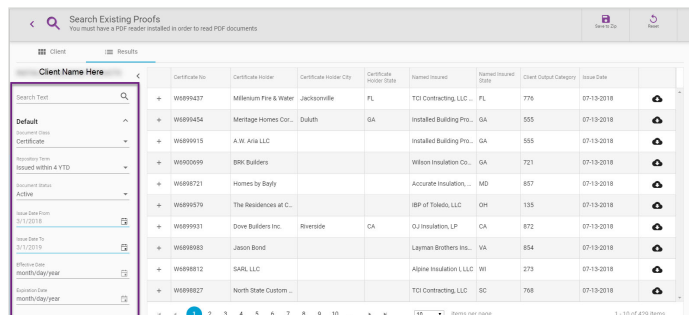 Search Existing Proofs
You must have a PDF reader installed in order to read PDF documents
Save to Zip
Reset
Client
Results
Client Name Here
Search Text
Default
Document Class
Certificate
Repository Term
Issued within 4 YTD
Document Status
Active
Issue Date From
3/1/2018
Issue Date To
3/1/2019
Effective Date
month/day/year
Expiration Date
month/day/year
Certificate No Certificate Holder Certificate Holder City Certificate Holder State Named Insured Named Insured State Client Output Category Issue Date
+ W6899437 Millenium Fire & Water Jacksonville FL TCI Contracting, LLC ... FL 776 07-13-2018
+ W6899454 Meritage Homes Cor... Duluth GA Installed Building Pro... GA 555 07-13-2018
+ W6899915 A.W. Aria LLC Installed Building Pro... GA 555 07-13-2018
+ W6900699 BRK Builders Wilson Insulation Co... GA 721 07-13-2018
+ W6898721 Homes by Bayly Accurate Insulation, ... MD 857 07-13-2018
+ W6899579 The Residences at C... IBP of Toledo, LLC OH 135 07-13-2018
+ W6899931 Dove Builders Inc. Riverside CA OJ Insulation, LP CA 872 07-13-2018
+ W6898983 Jason Bond Layman Brothers Ins... VA 854 07-13-2018
+ W6898812 SARL LLC Alpine Insulation I, LLC WI 273 07-13-2018
+ W6898827 North State Custom ... TCI Contracting, LLC SC 768 07-13-2018
1 2 3 4 5 6 7 8 9 10 ... 10 items per page 1 - 10 of 429 items